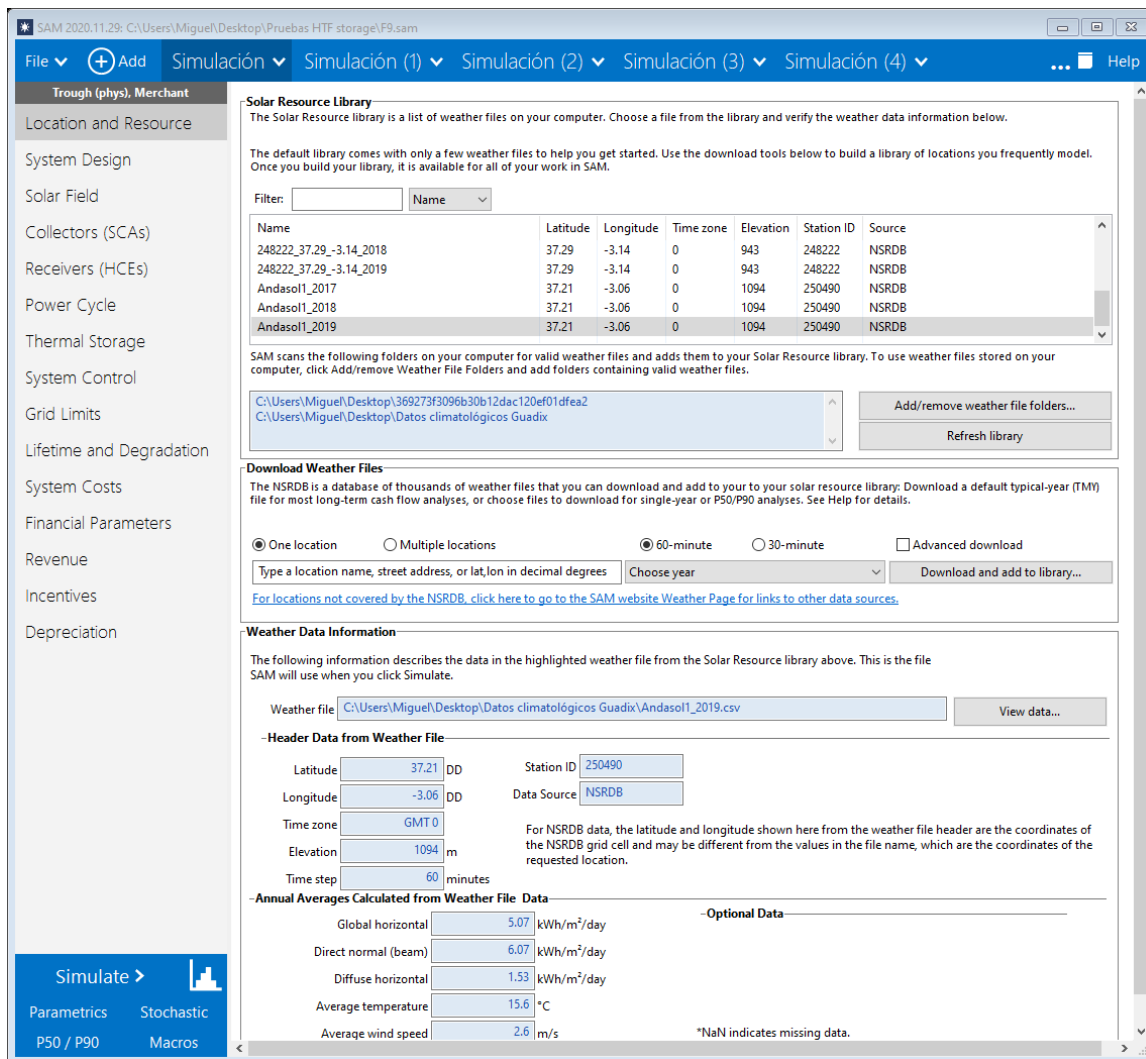 SAM 2020.11.29: C:\Users\Miguel\Desktop\Pruebas HTF storage\F9.sam
File Add Simulación Simulación (1) Simulación (2) Simulación (3) Simulación (4) ... Help
Trough (phys), Merchant
Location and Resource
System Design
Solar Field
Collectors (SCAs)
Receivers (HCEs)
Power Cycle
Thermal Storage
System Control
Grid Limits
Lifetime and Degradation
System Costs
Financial Parameters
Revenue
Incentives
Depreciation
Simulate >
Parametrics Stochastic
P50 / P90 Macros
Solar Resource Library
The Solar Resource library is a list of weather files on your computer. Choose a file from the library and verify the weather data information below.
The default library comes with only a few weather files to help you get started. Use the download tools below to build a library of locations you frequently model.
Once you build your library, it is available for all of your work in SAM.
Filter: Name
Name Latitude Longitude Time zone Elevation Station ID Source
248222_37.29_-3.14_2018 37.29 -3.14 0 943 248222 NSRDB
248222_37.29_-3.14_2019 37.29 -3.14 0 943 248222 NSRDB
Andasol1_2017 37.21 -3.06 0 1094 250490 NSRDB
Andasol1_2018 37.21 -3.06 0 1094 250490 NSRDB
Andasol1_2019 37.21 -3.06 0 1094 250490 NSRDB
SAM scans the following folders on your computer for valid weather files and adds them to your Solar Resource library. To use weather files stored on your
computer, click Add/remove Weather File Folders and add folders containing valid weather files.
C:\Users\Miguel\Desktop\369273f3096b30b12dac120ef01dfea2
C:\Users\Miguel\Desktop\Datos climatológicos Guadix
Add/remove weather file folders...
Refresh library
Download Weather Files
The NSRDB is a database of thousands of weather files that you can download and add to your to your solar resource library: Download a default typical-year (TMY)
file for most long-term cash flow analyses, or choose files to download for single-year or P50/P90 analyses. See Help for details.
One location Multiple locations 60-minute 30-minute Advanced download
Type a location name, street address, or lat,lon in decimal degrees Choose year Download and add to library...
For locations not covered by the NSRDB, click here to go to the SAM website Weather Page for links to other data sources.
Weather Data Information
The following information describes the data in the highlighted weather file from the Solar Resource library above. This is the file
SAM will use when you click Simulate.
Weather file C:\Users\Miguel\Desktop\Datos climatológicos Guadix\Andasol1_2019.csv View data...
Header Data from Weather File
Latitude 37.21 DD Station ID 250490
Longitude -3.06 DD Data Source NSRDB
Time zone GMT 0
Elevation 1094 m
Time step 60 minutes
For NSRDB data, the latitude and longitude shown here from the weather file header are the coordinates of
the NSRDB grid cell and may be different from the values in the file name, which are the coordinates of the
requested location.
Annual Averages Calculated from Weather File Data
Global horizontal 5.07 kWh/m²/day
Direct normal (beam) 6.07 kWh/m²/day
Diffuse horizontal 1.53 kWh/m²/day
Average temperature 15.6 °C
Average wind speed 2.6 m/s
Optional Data
*NaN indicates missing data.